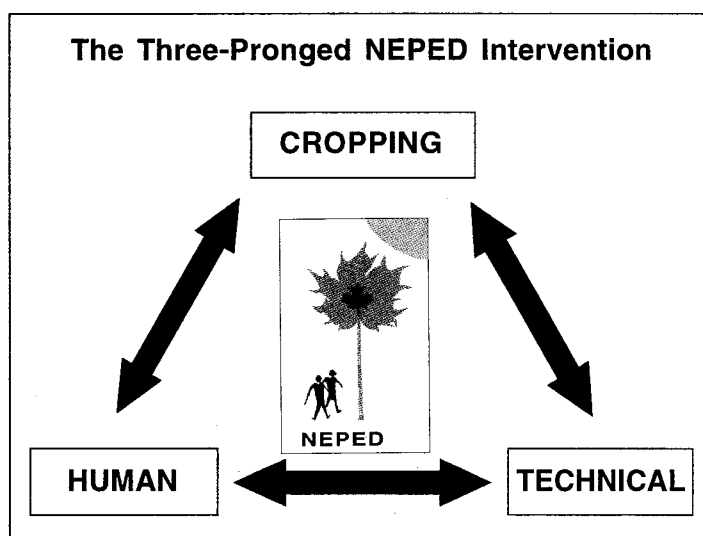 The Three-Pronged NEPED Intervention
CROPPING
NEPED
HUMAN
TECHNICAL